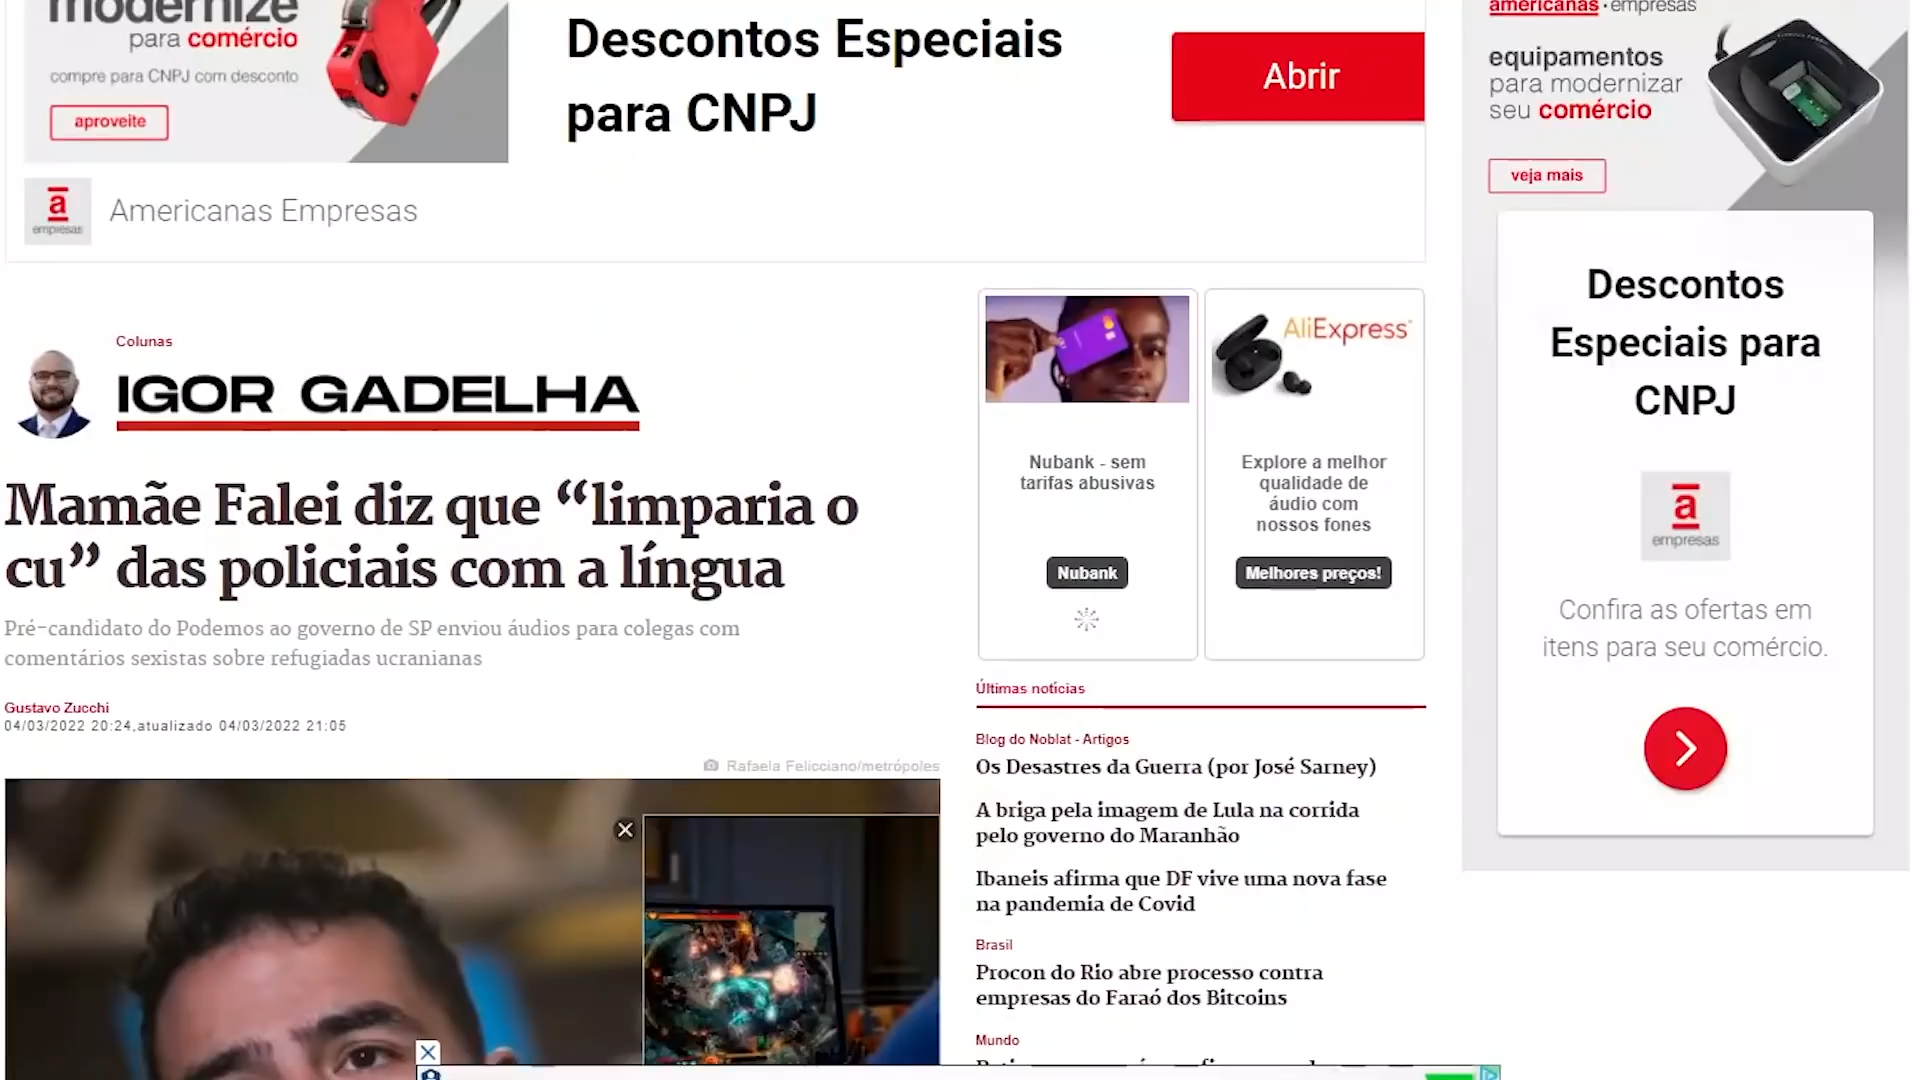 modernize
para comércio
compre para CNPJ com desconto
aproveite
Descontos Especiais
para CNPJ
Abrir
a
empresas
Americanas Empresas
americanas • empresas
equipamentos
para modernizar
seu comércio
veja mais
Descontos
Especiais para
CNPJ
a
empresas
Confira as ofertas em
itens para seu comércio.
Colunas
IGOR GADELHA
Mamãe Falei diz que “limparia o
cu” das policiais com a língua
Pré-candidato do Podemos ao governo de SP enviou áudios para colegas com
comentários sexistas sobre refugiadas ucranianas
Gustavo Zucchi
04/03/2022 20:24,atualizado 04/03/2022 21:05
Rafaela Felicciano/metrópoles
Nubank - sem
tarifas abusivas
Nubank
AliExpress
Explore a melhor
qualidade de
áudio com
nossos fones
Melhores preços!
Últimas notícias
Blog do Noblat - Artigos
Os Desastres da Guerra (por José Sarney)
A briga pela imagem de Lula na corrida
pelo governo do Maranhão
Ibaneis afirma que DF vive uma nova fase
na pandemia de Covid
Brasil
Procon do Rio abre processo contra
empresas do Faraó dos Bitcoins
Mundo